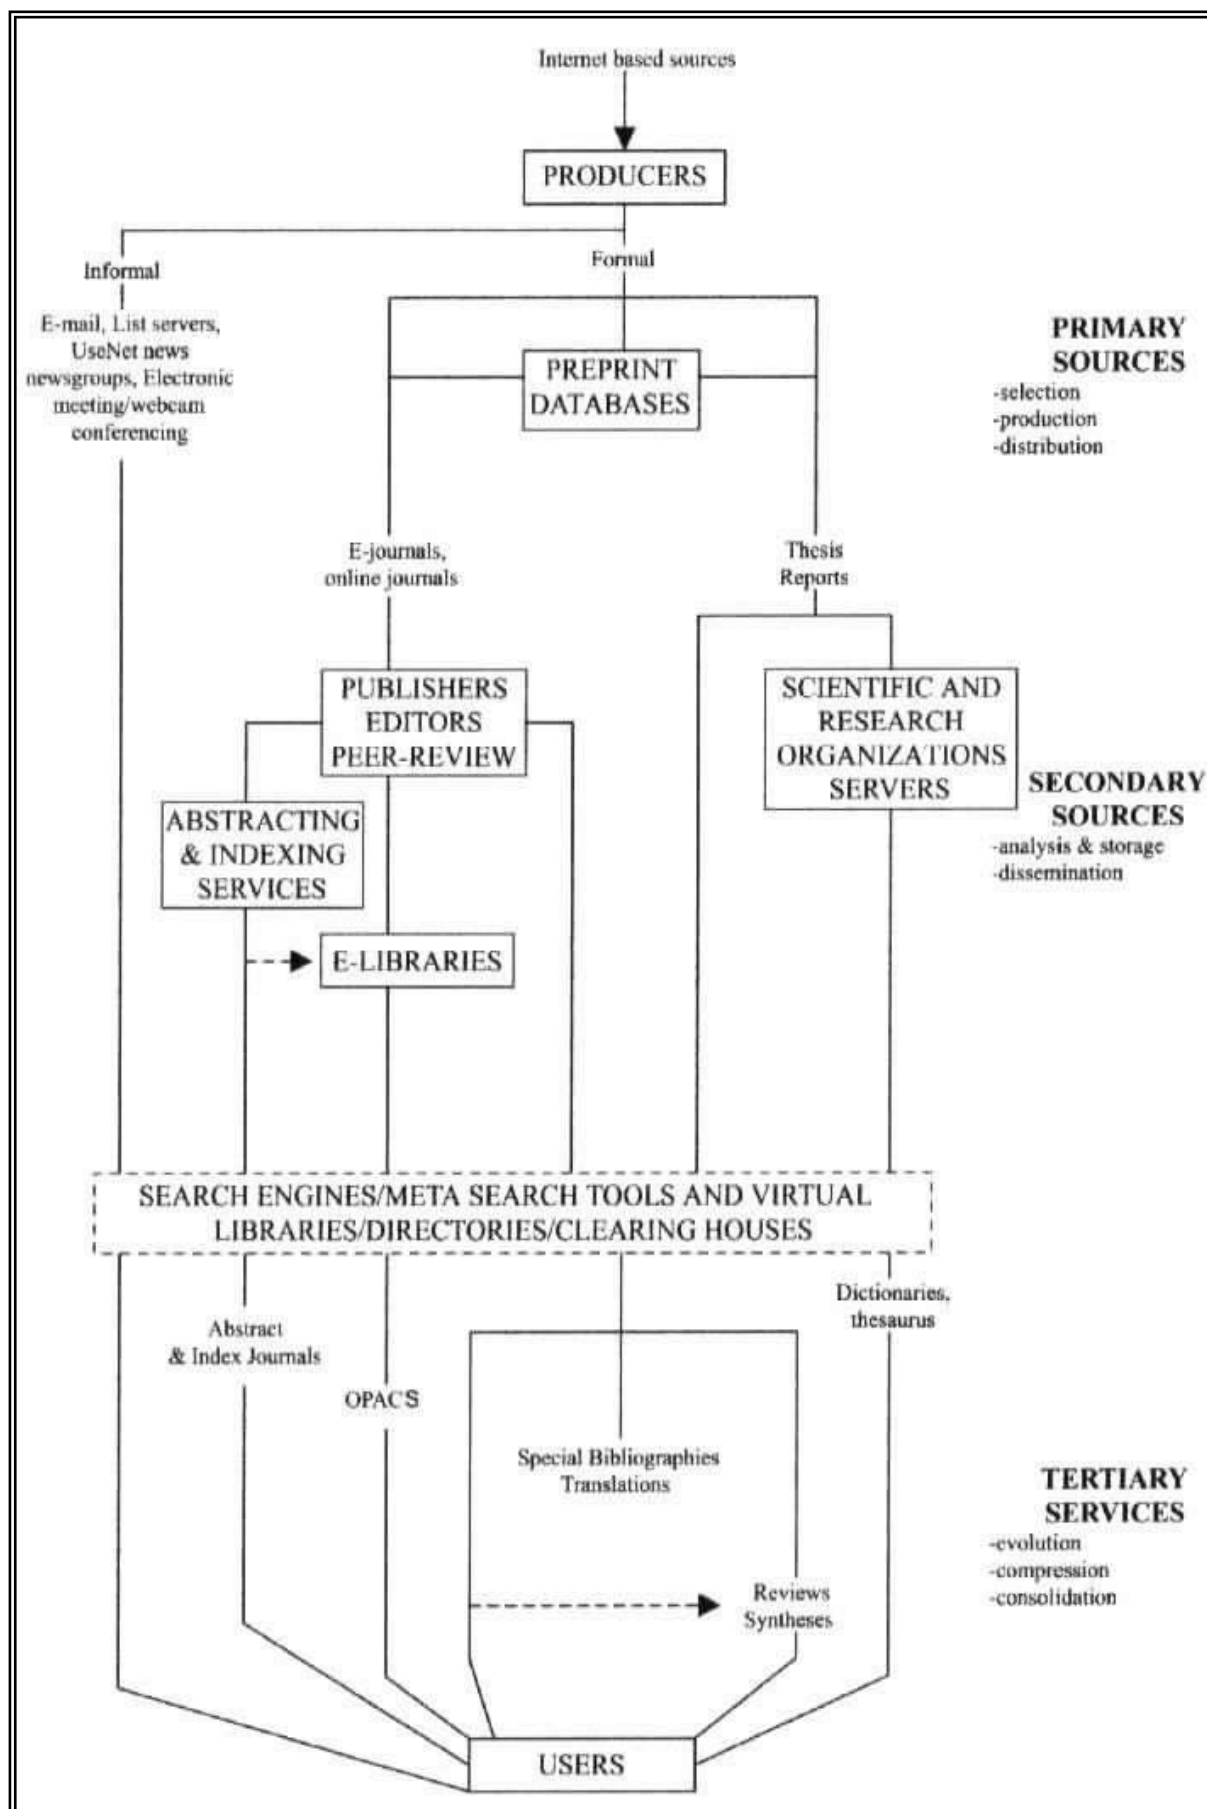 Internet based sources
PRODUCERS
Informal
Formal
E-mail, List servers,
UseNet news
newsgroups, Electronic
meeting/webcam
conferencing
PREPRINT
DATABASES
PRIMARY
SOURCES
-selection
-production
-distribution
E-journals,
online journals
Thesis
Reports
PUBLISHERS
EDITORS
PEER-REVIEW
SCIENTIFIC AND
RESEARCH
ORGANIZATIONS
SERVERS
SECONDARY
SOURCES
-analysis & storage
-dissemination
ABSTRACTING
& INDEXING
SERVICES
E-LIBRARIES
SEARCH ENGINES/META SEARCH TOOLS AND VIRTUAL
LIBRARIES/DIRECTORIES/CLEARING HOUSES
Abstract
& Index Journals
OPACS
Special Bibliographies
Translations
Dictionaries,
thesaurus
TERTIARY
SERVICES
-evolution
-compression
-consolidation
Reviews
Syntheses
USERS